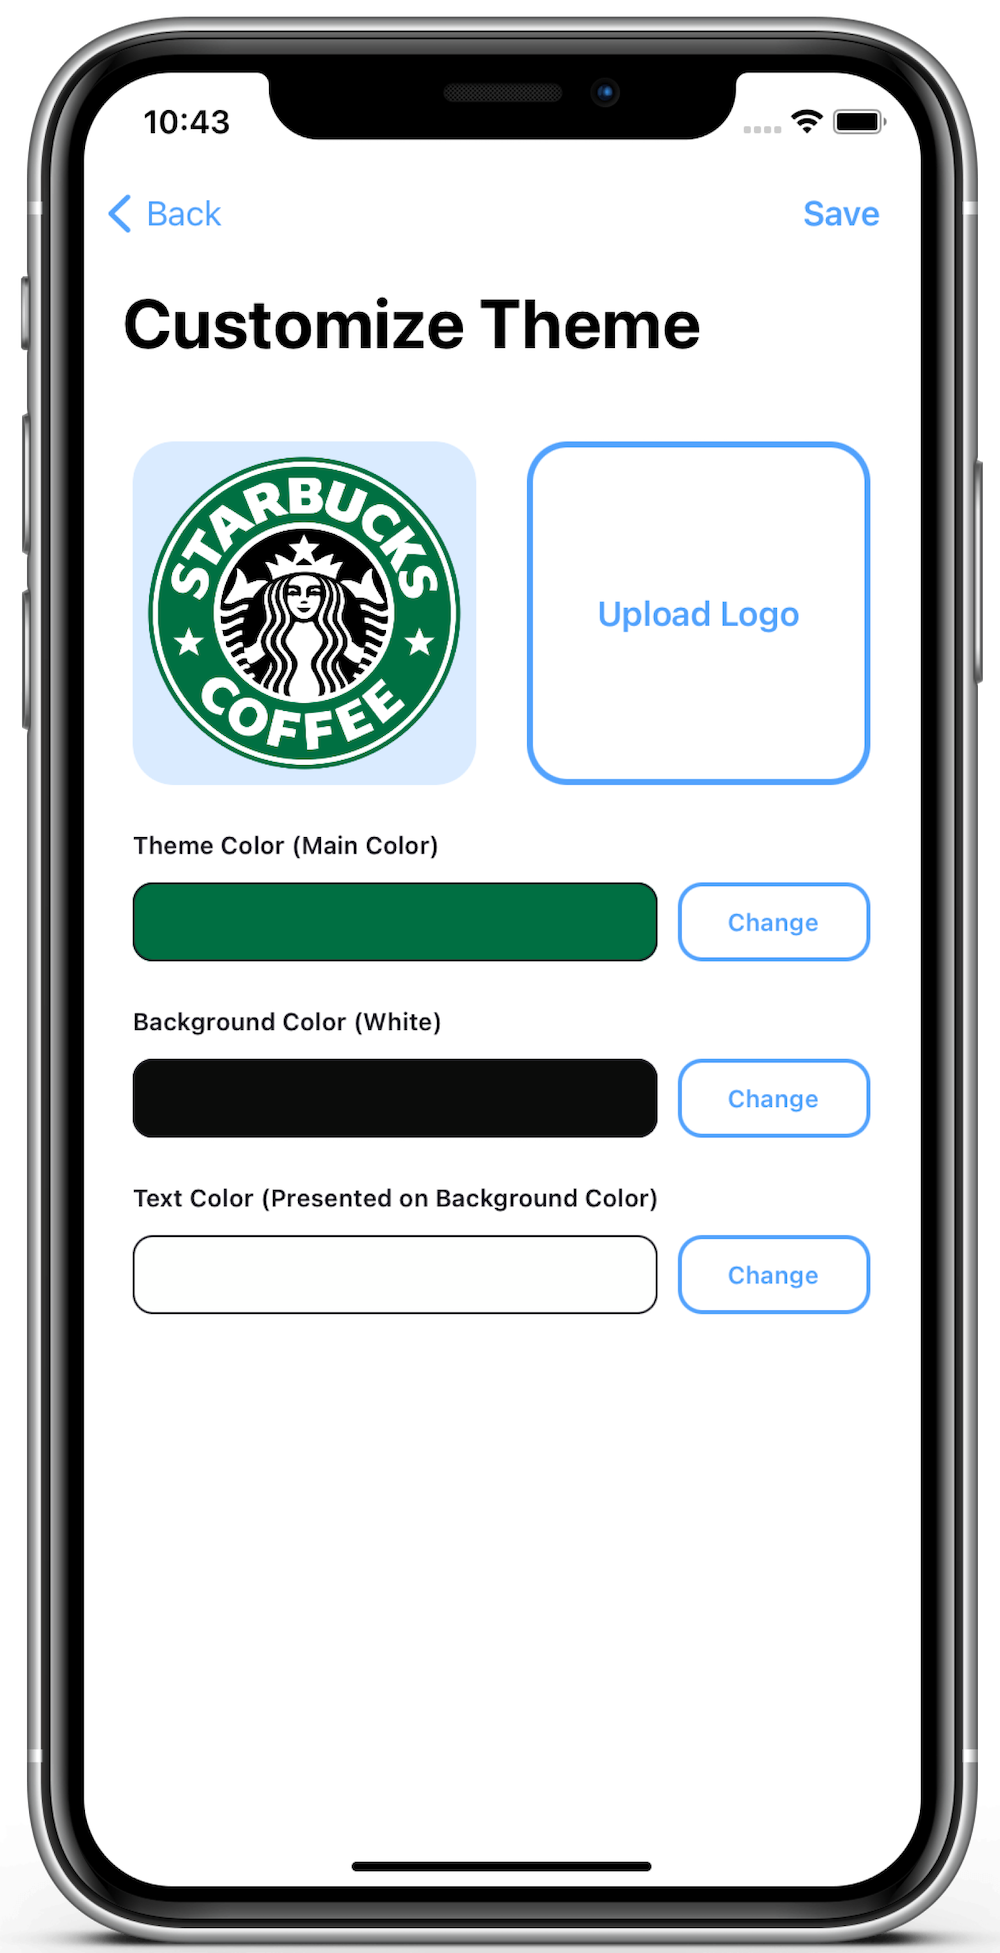 10:43
Back
Save
Customize Theme
STARBUCKS
COFFEE
Upload Logo
Theme Color (Main Color)
Change
Background Color (White)
Change
Text Color (Presented on Background Color)
Change